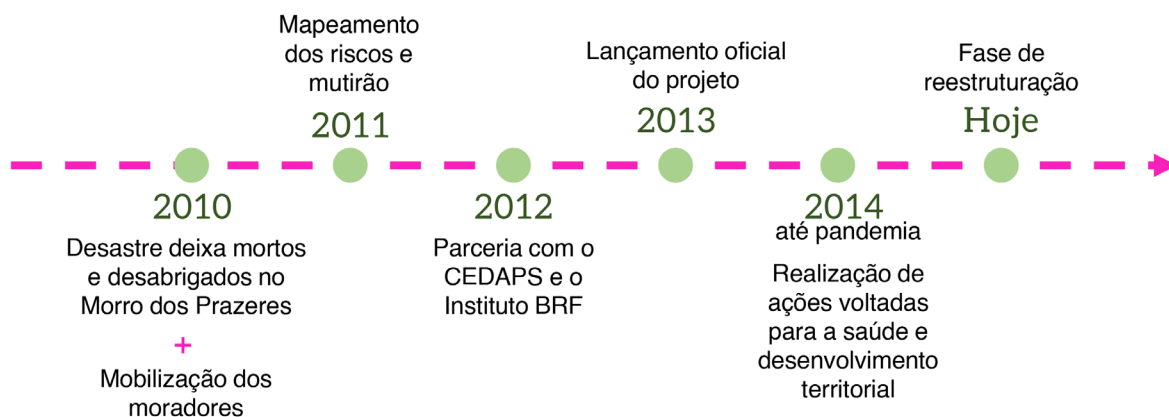 Mapeamento
dos riscos e
mutirão
2011
Lançamento oficial
do projeto
2013
Fase de
reestruturação
Hoje
2010
Desastre deixa mortos
e desabrigados no
Morro dos Prazeres
+
Mobilização dos
moradores
2012
Parceria com o
CEDAPS e o
Instituto BRF
2014
até pandemia
Realização de
ações voltadas
para a saúde e
desenvolvimento
territorial